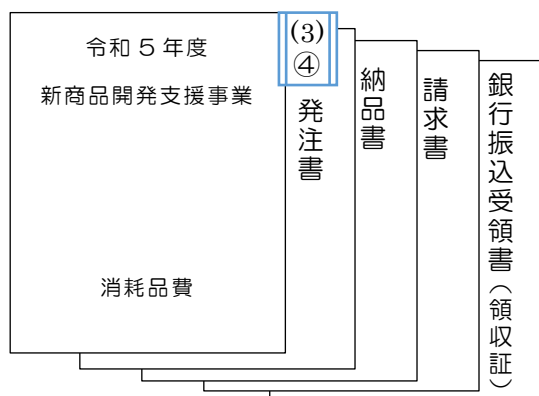 令和５年度
新商品開発支援事業
消耗品費
(3)
④
発注書
納品書
請求書
銀行振込受領書（領収証）